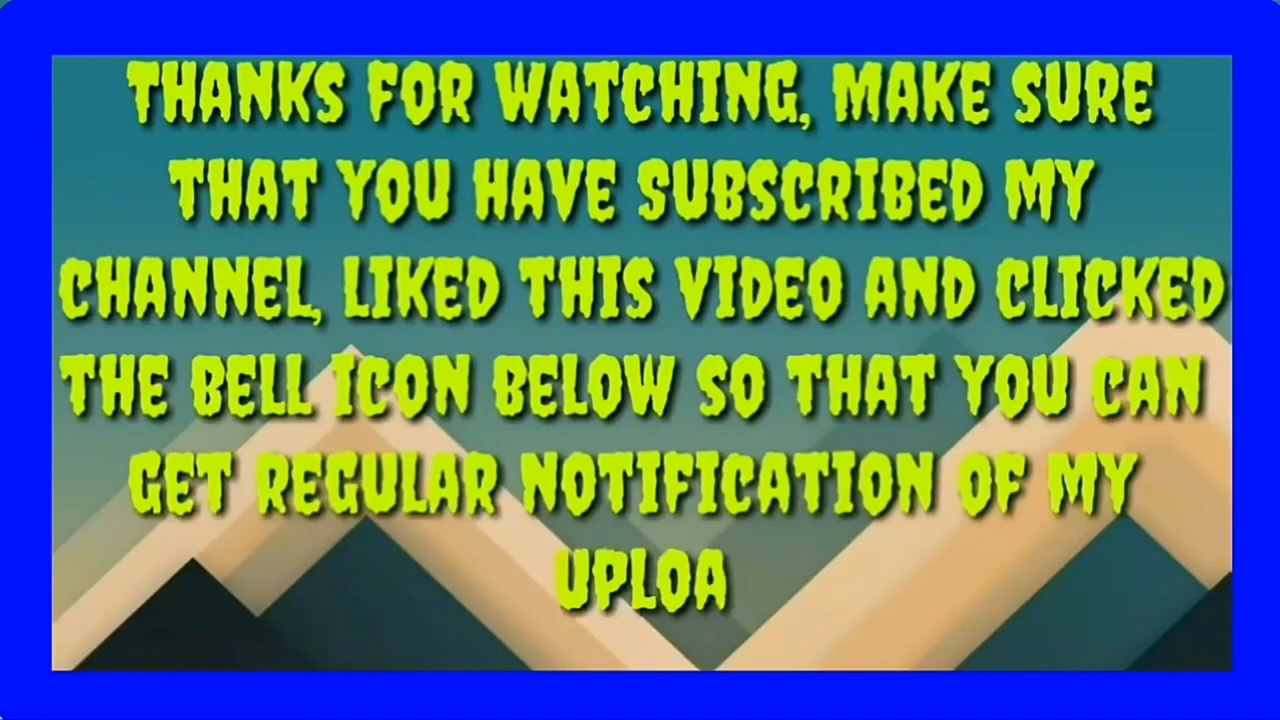 THANKS FOR WATCHING, MAKE SURE
THAT YOU HAVE SUBSCRIBED MY
CHANNEL, LIKED THIS VIDEO AND CLICKED
THE BELL ICON BELOW SO THAT YOU CAN
GET REGULAR NOTIFICATION OF MY
UPLOA